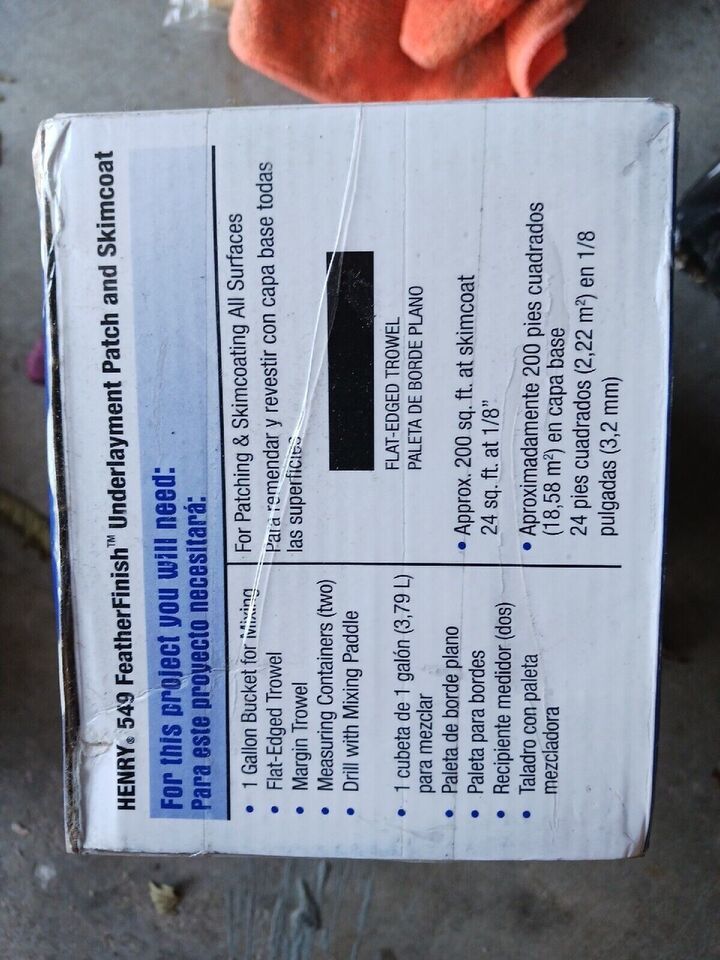 HENRY® 549 FeatherFinish™ Underlayment Patch and Skimcoat
For this project you will need:
Para este proyecto necesitará:
• 1 Gallon Bucket for Mixing
• Flat-Edged Trowel
• Margin Trowel
• Measuring Containers (two)
• Drill with Mixing Paddle
• 1 cubeta de 1 galón (3,79 L)
para mezclar
• Paleta de borde plano
• Paleta para bordes
• Recipiente medidor (dos)
• Taladro con paleta
mezcladora
For Patching & Skimcoating All Surfaces
Para remendar y revestir con capa base todas
las superficies
FLAT-EDGED TROWEL
PALETA DE BORDE PLANO
• Approx. 200 sq. ft. at skimcoat
24 sq. ft. at 1/8”
• Aproximadamente 200 pies cuadrados
(18,58 m²) en capa base
24 pies cuadrados (2,22 m²) en 1/8
pulgadas (3,2 mm)